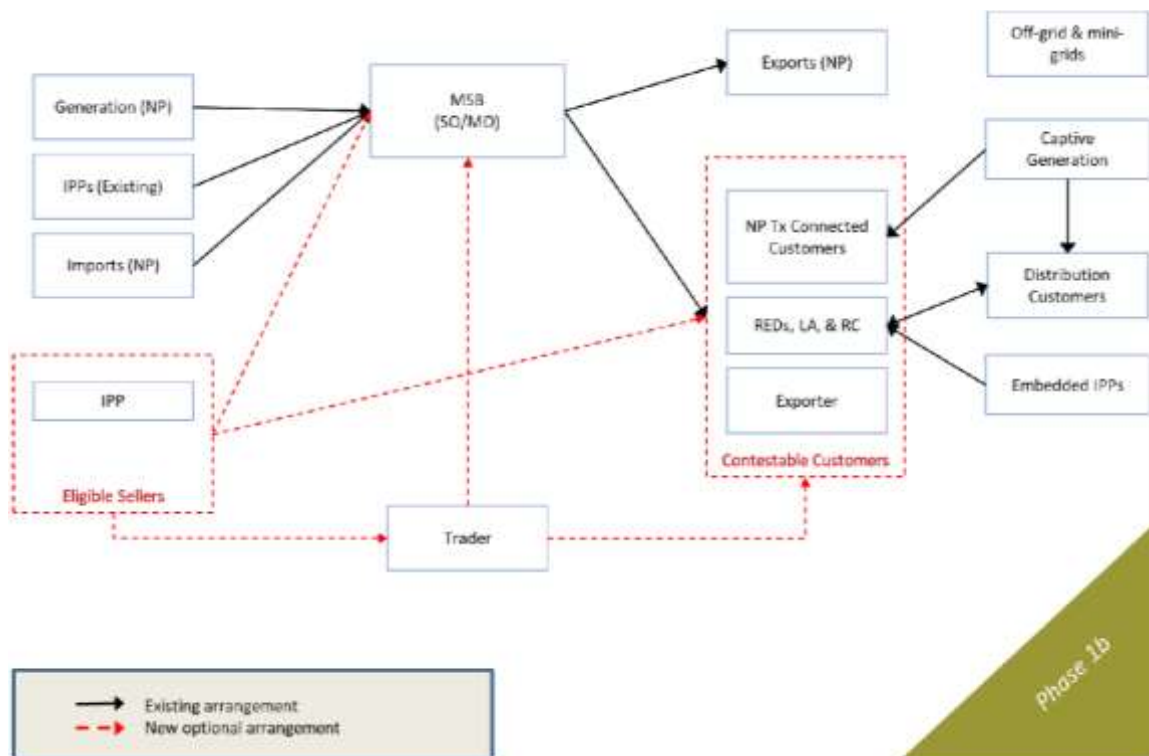 Off-grid & mini-
grids
Exports (NP)
MSB
(SO/MO)
Generation (NP)
Captive
Generation
IPPs (Existing)
NP Tx Connected
Customers
Imports (NP)
Distribution
Customers
REDs, LA, & RC
IPP
Embedded IPPs
Exporter
Contestable Customers
Eligible Sellers
Trader
Existing arrangement
New optional arrangement
Phase 1b